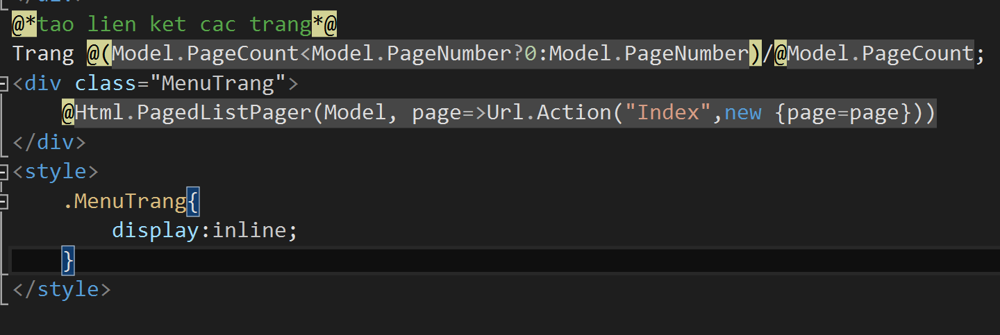 </div>
@*tao lien ket cac trang*@
Trang @(Model.PageCount<Model.PageNumber?0:Model.PageNumber)/@Model.PageCount;
<div class="MenuTrang">
@Html.PagedListPager(Model, page=>Url.Action("Index",new {page=page}))
</div>
<style>
.MenuTrang{
display:inline;
}
</style>